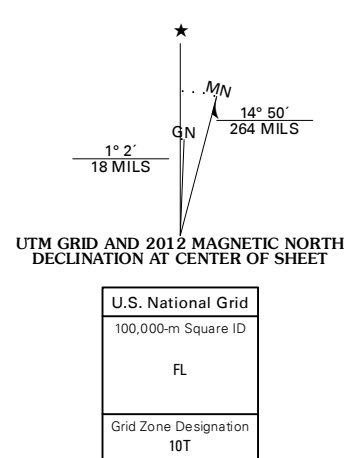 ★
MN
14° 50´
264 MILS
GN
1° 2´
18 MILS
UTM GRID AND 2012 MAGNETIC NORTH
DECLINATION AT CENTER OF SHEET
U.S. National Grid
100,000-m Square ID
FL
Grid Zone Designation
10T